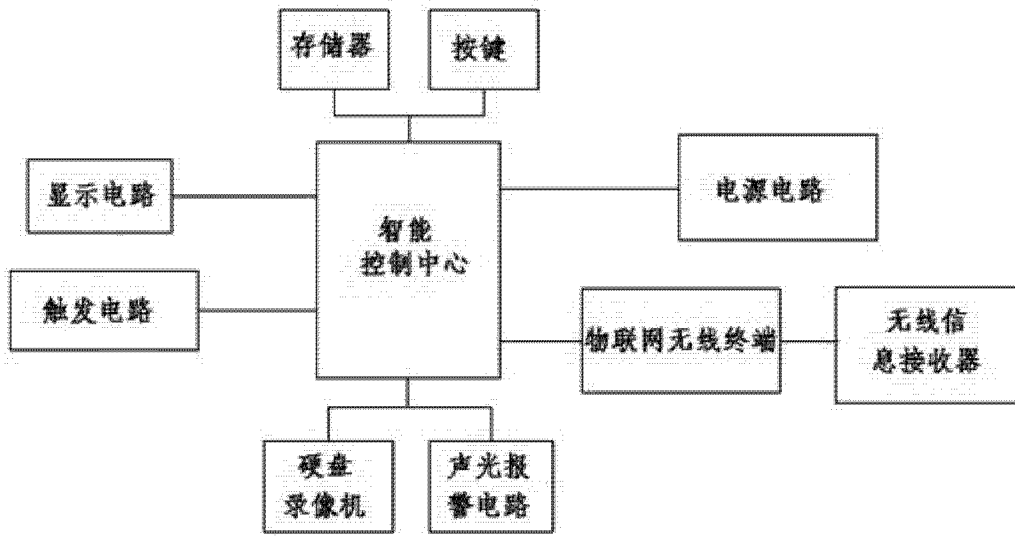 存储器
按键
显示电路
智能
控制中心
电源电路
触发电路
物联网无线终端
无线信
息接收器
硬盘
录像机
声光报
警电路